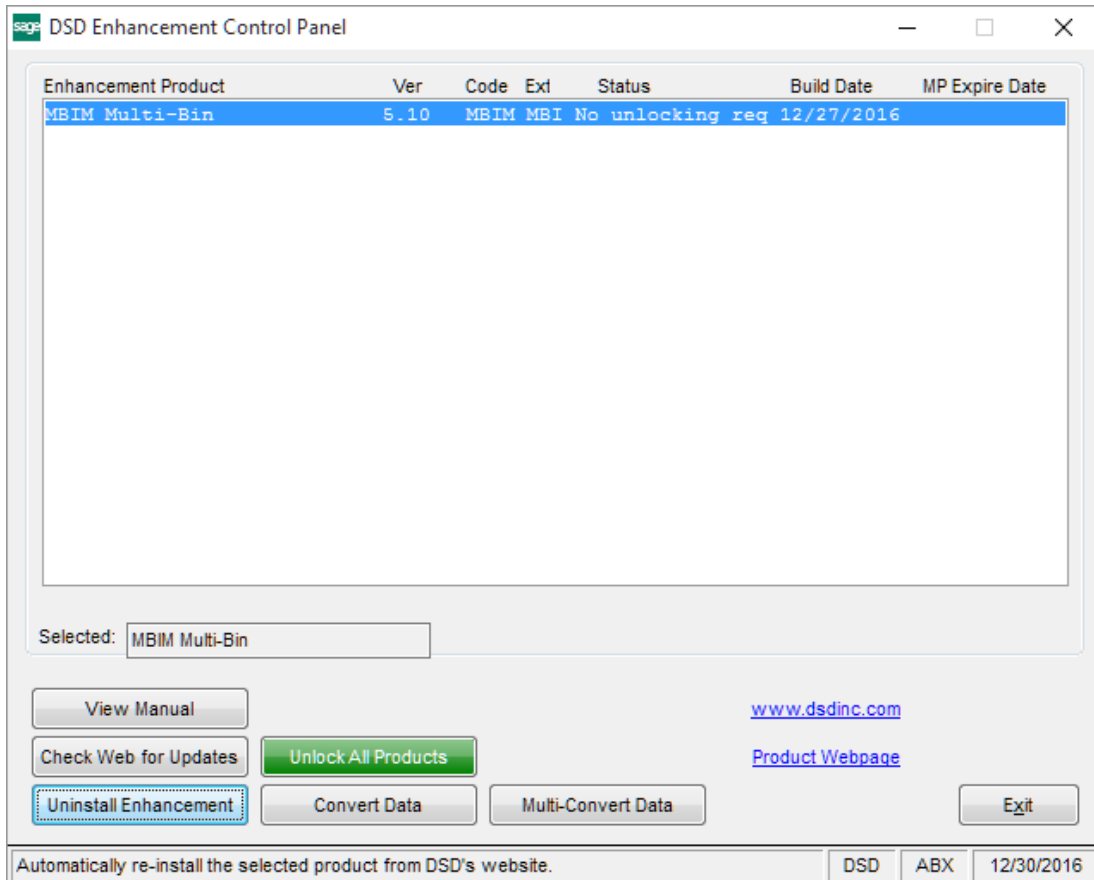 sage DSD Enhancement Control Panel
Enhancement Product Ver Code Ext Status Build Date MP Expire Date
MBIM Multi-Bin 5.10 MBIM MBI No unlocking req 12/27/2016
Selected: MBIM Multi-Bin
View Manual www.dsdinc.com
Check Web for Updates Unlock All Products Product Webpage
Uninstall Enhancement Convert Data Multi-Convert Data Exit
Automatically re-install the selected product from DSD's website. DSD ABX 12/30/2016